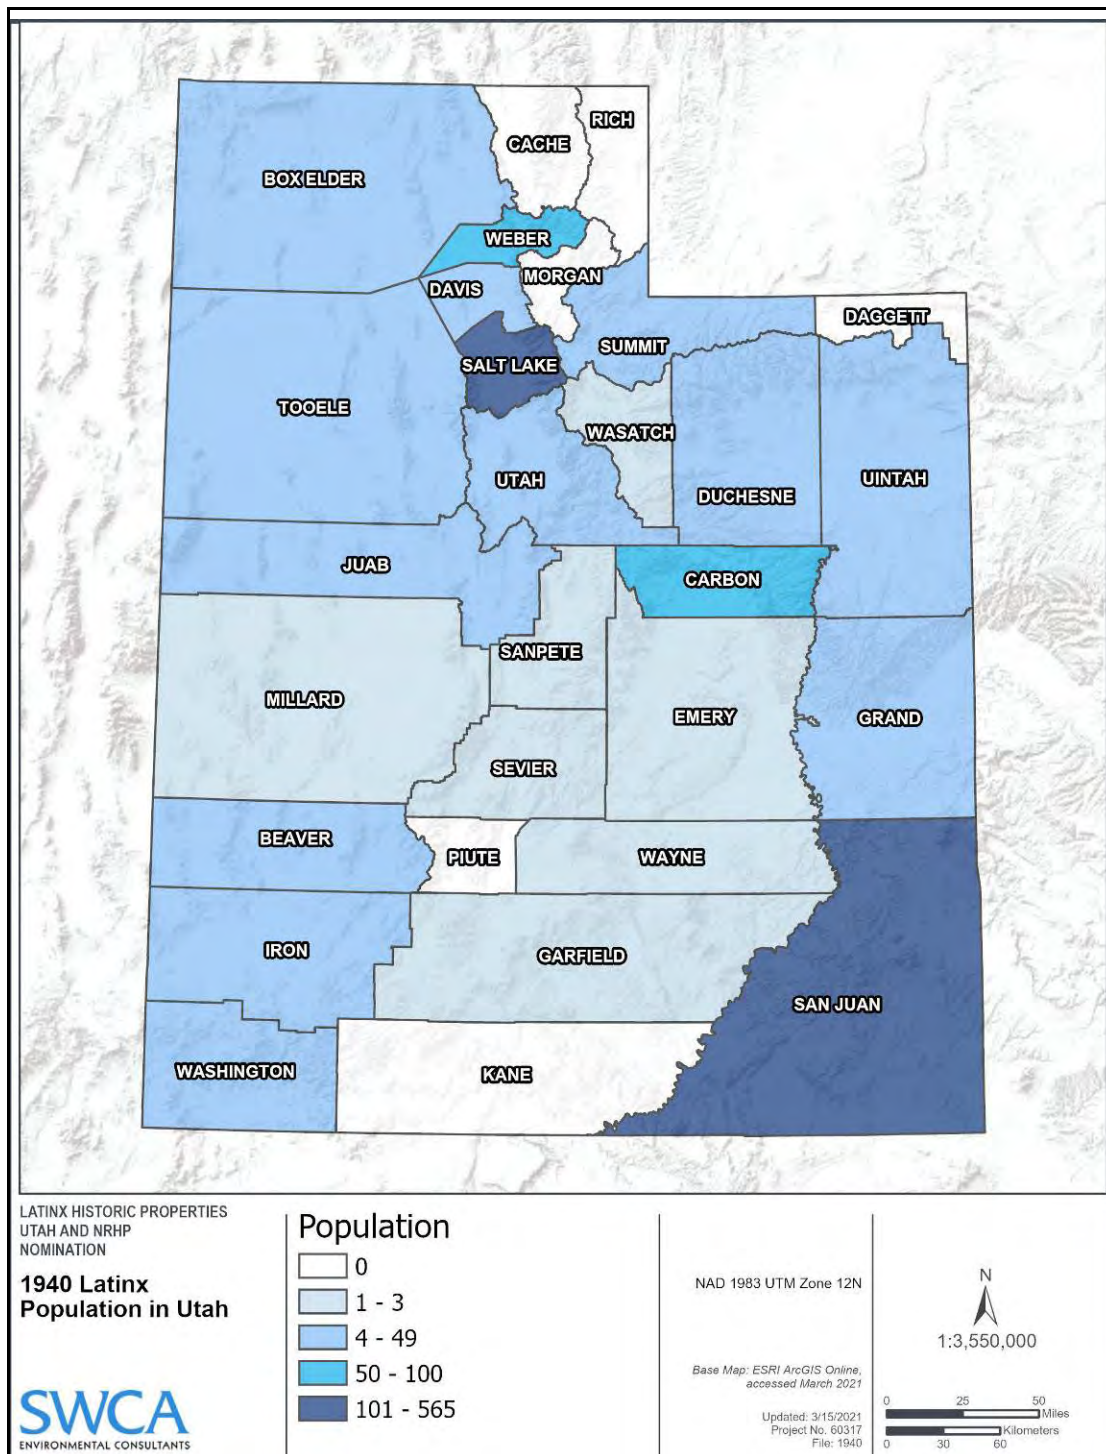 CACHE
RICH
BOX ELDER
WEBER
MORGAN
DAVIS
DAGGETT
SUMMIT
SALT LAKE
TOOELE
WASATCH
UTAH
DUCHESNE
UINTAH
JUAB
CARBON
SANPETE
MILLARD
EMERY
GRAND
SEVIER
BEAVER
PIUTE
WAYNE
IRON
GARFIELD
SAN JUAN
WASHINGTON
KANE
LATINX HISTORIC PROPERTIES
UTAH AND NRHP
NOMINATION
1940 Latinx
Population in Utah
SWCA
ENVIRONMENTAL CONSULTANTS
Population
0
1 - 3
4 - 49
50 - 100
101 - 565
NAD 1983 UTM Zone 12N
Base Map: ESRI ArcGIS Online,
accessed March 2021
Updated: 3/15/2021
Project No. 60317
File: 1940
N
1:3,550,000
0 25 50
Miles
Kilometers
0 30 60